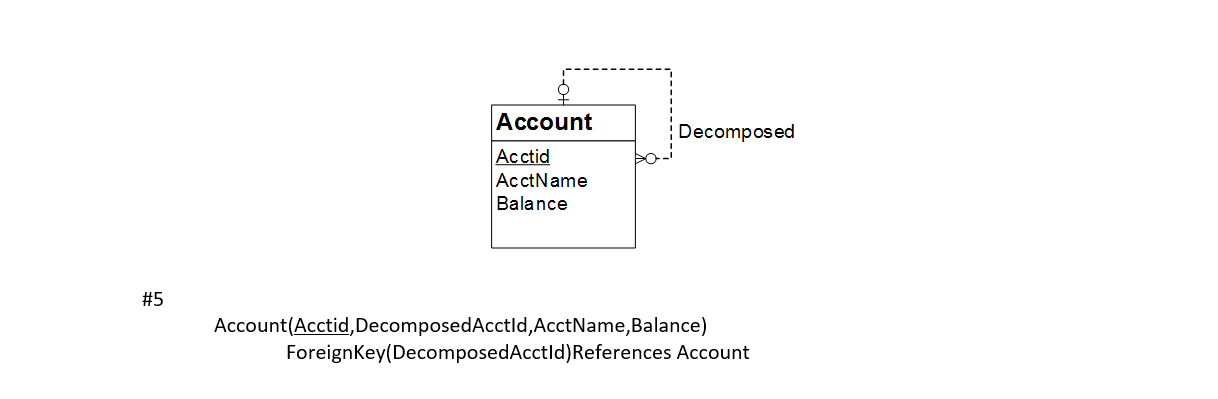 Account
Decomposed
Acctid
AcctName
Balance
#5
Account(Acctid,DecomposedAcctId,AcctName,Balance)
ForeignKey(DecomposedAcctId)References Account